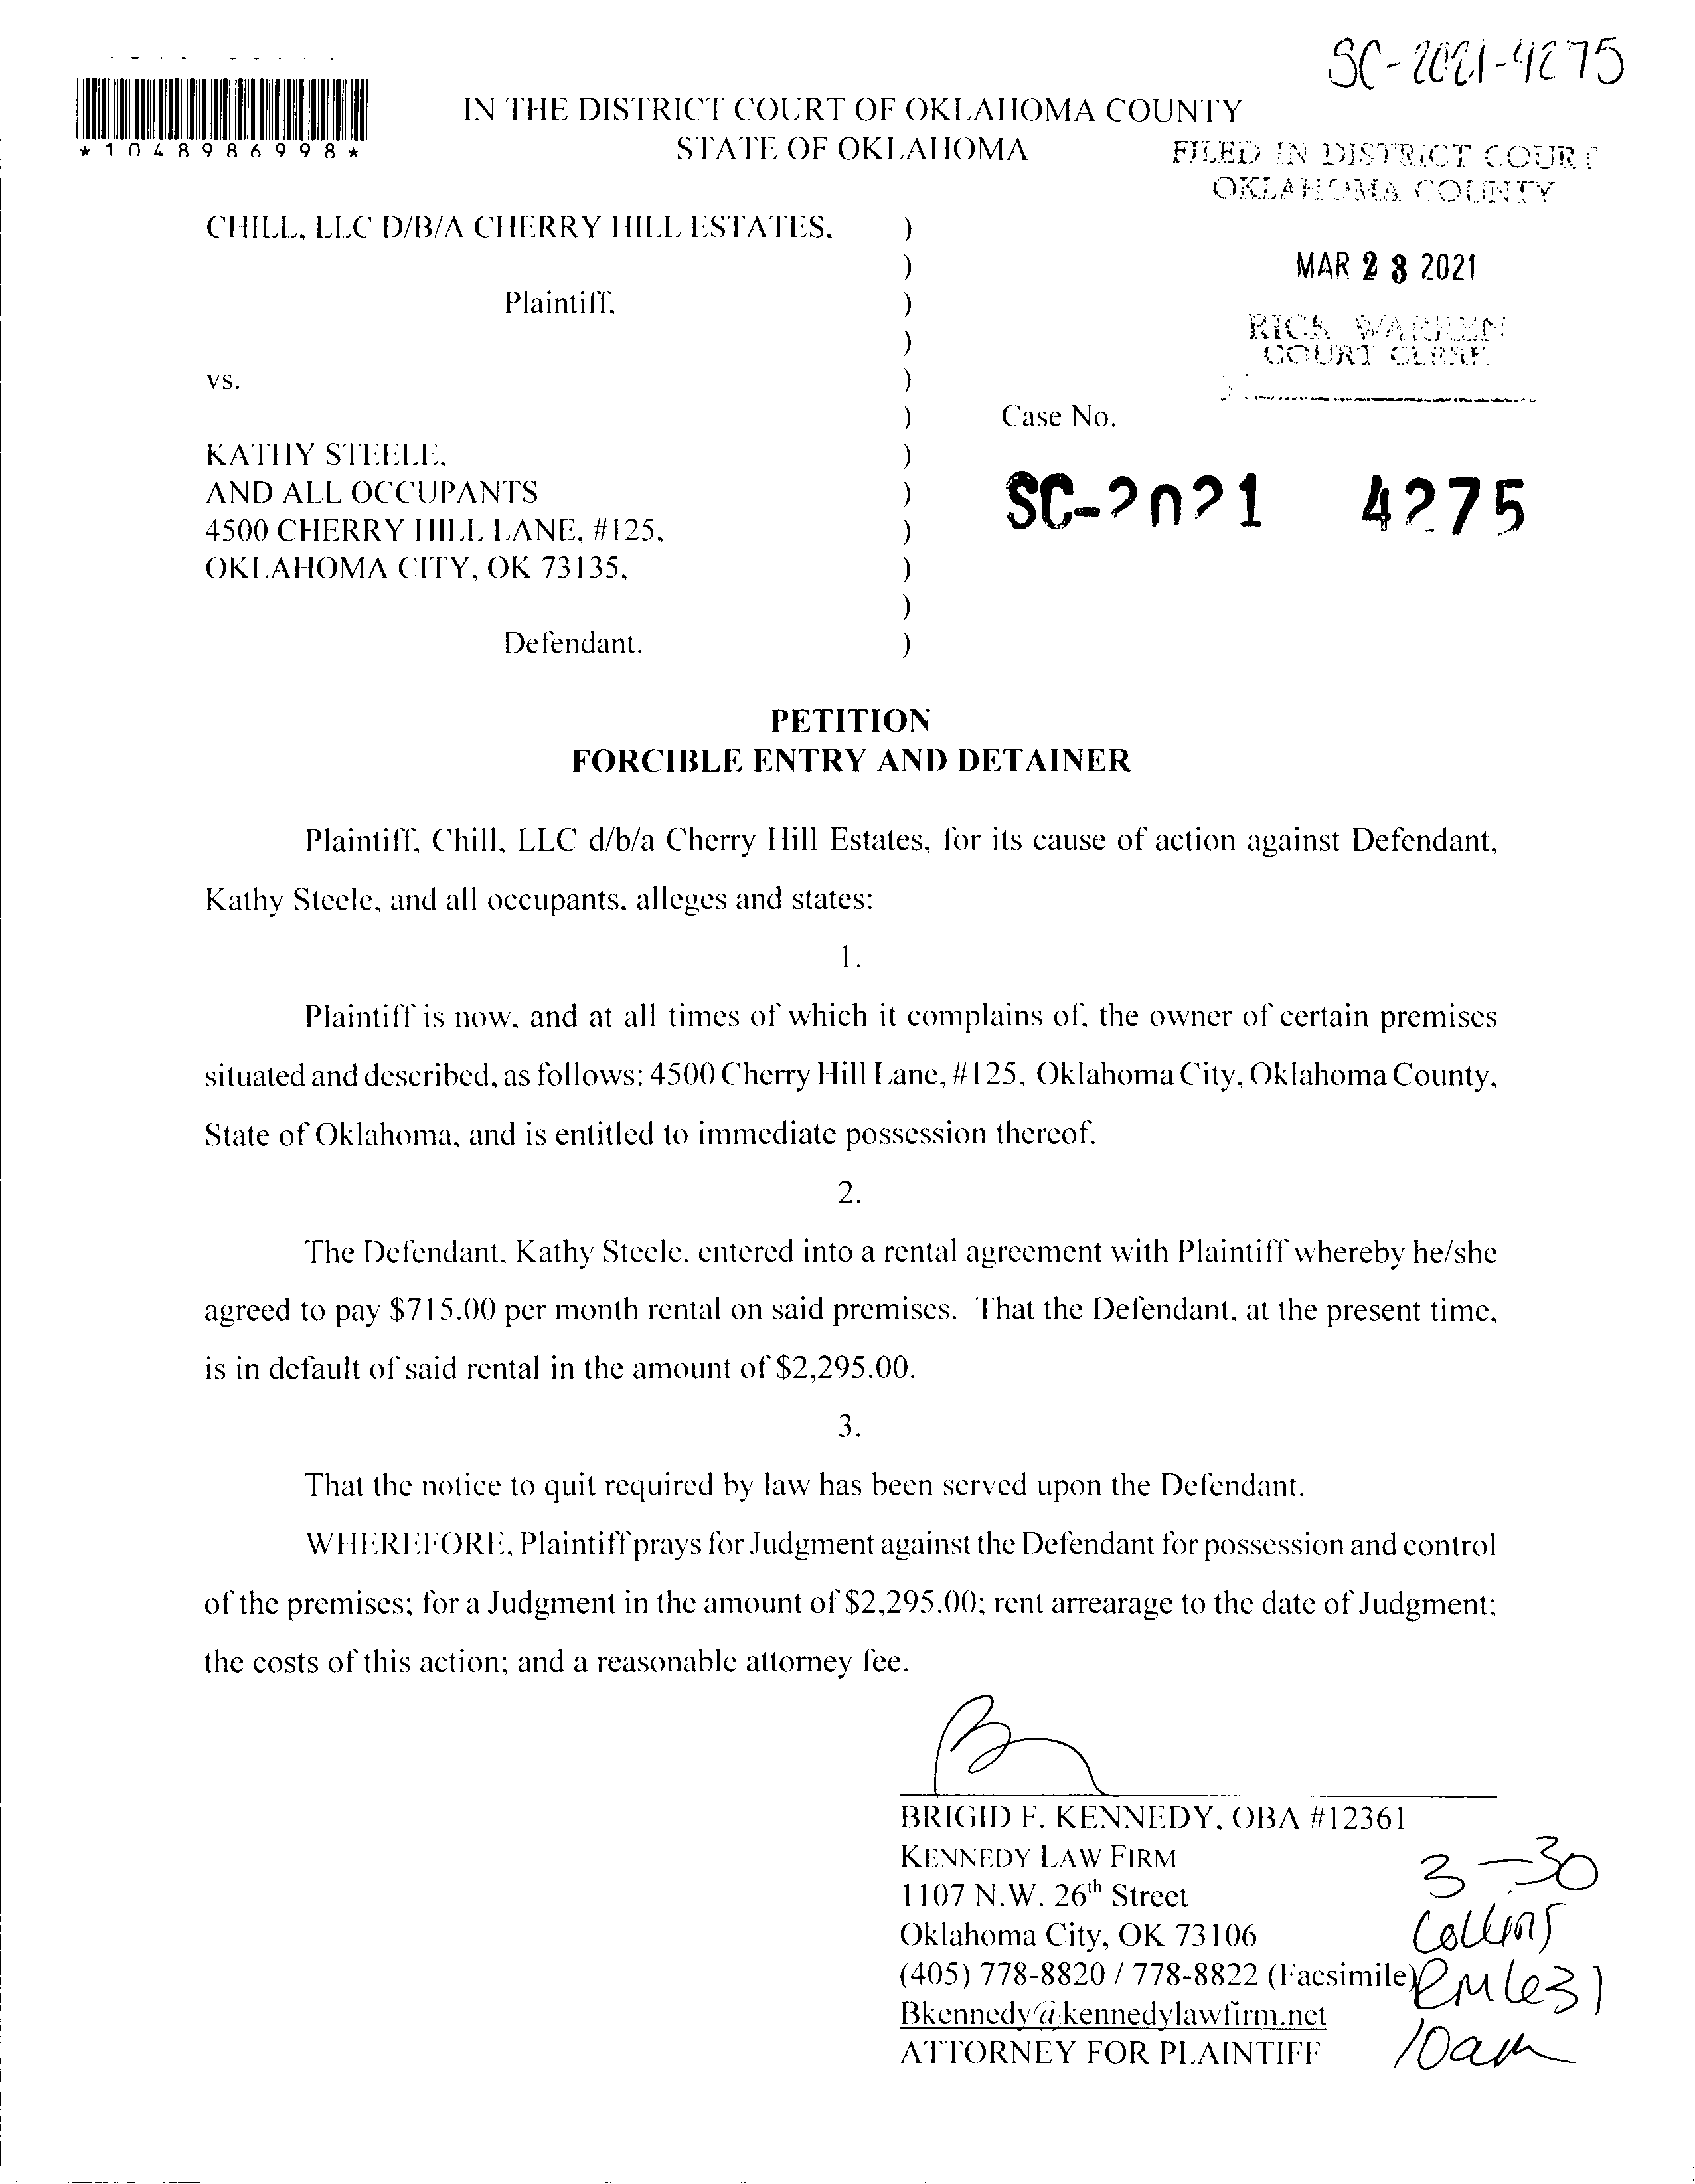 SC-2021-4275
*1048986998*
IN THE DISTRICT COURT OF OKLAHOMA COUNTY
STATE OF OKLAHOMA
FILED IN DISTRICT COURT
OKLAHOMA COUNTY
CHILL, LLC D/B/A CHERRY HILL ESTATES, )
)
MAR 23 2021
Plaintiff, )
RICK WARREN
COURT CLERK
)
vs. )
) Case No.
KATHY STEELE, )
AND ALL OCCUPANTS ) SC-2021 4275
4500 CHERRY HILL LANE, #125, )
OKLAHOMA CITY, OK 73135, )
)
Defendant. )
PETITION
FORCIBLE ENTRY AND DETAINER
Plaintiff, Chill, LLC d/b/a Cherry Hill Estates, for its cause of action against Defendant,
Kathy Steele, and all occupants, alleges and states:
1.
Plaintiff is now, and at all times of which it complains of, the owner of certain premises
situated and described, as follows: 4500 Cherry Hill Lane, #125, Oklahoma City, Oklahoma County,
State of Oklahoma, and is entitled to immediate possession thereof.
2.
The Defendant, Kathy Steele, entered into a rental agreement with Plaintiff whereby he/she
agreed to pay $715.00 per month rental on said premises. That the Defendant, at the present time,
is in default of said rental in the amount of $2,295.00.
3.
That the notice to quit required by law has been served upon the Defendant.
WHEREFORE, Plaintiff prays for Judgment against the Defendant for possession and control
of the premises; for a Judgment in the amount of $2,295.00; rent arrearage to the date of Judgment;
the costs of this action; and a reasonable attorney fee.
BRIGID F. KENNEDY, OBA #12361
KENNEDY LAW FIRM
1107 N.W. 26th Street
Oklahoma City, OK 73106
(405) 778-8820 / 778-8822 (Facsimile)
Bkennedy@kennedylawfirm.net
ATTORNEY FOR PLAINTIFF
3-30
Collins
Rm 631
10am